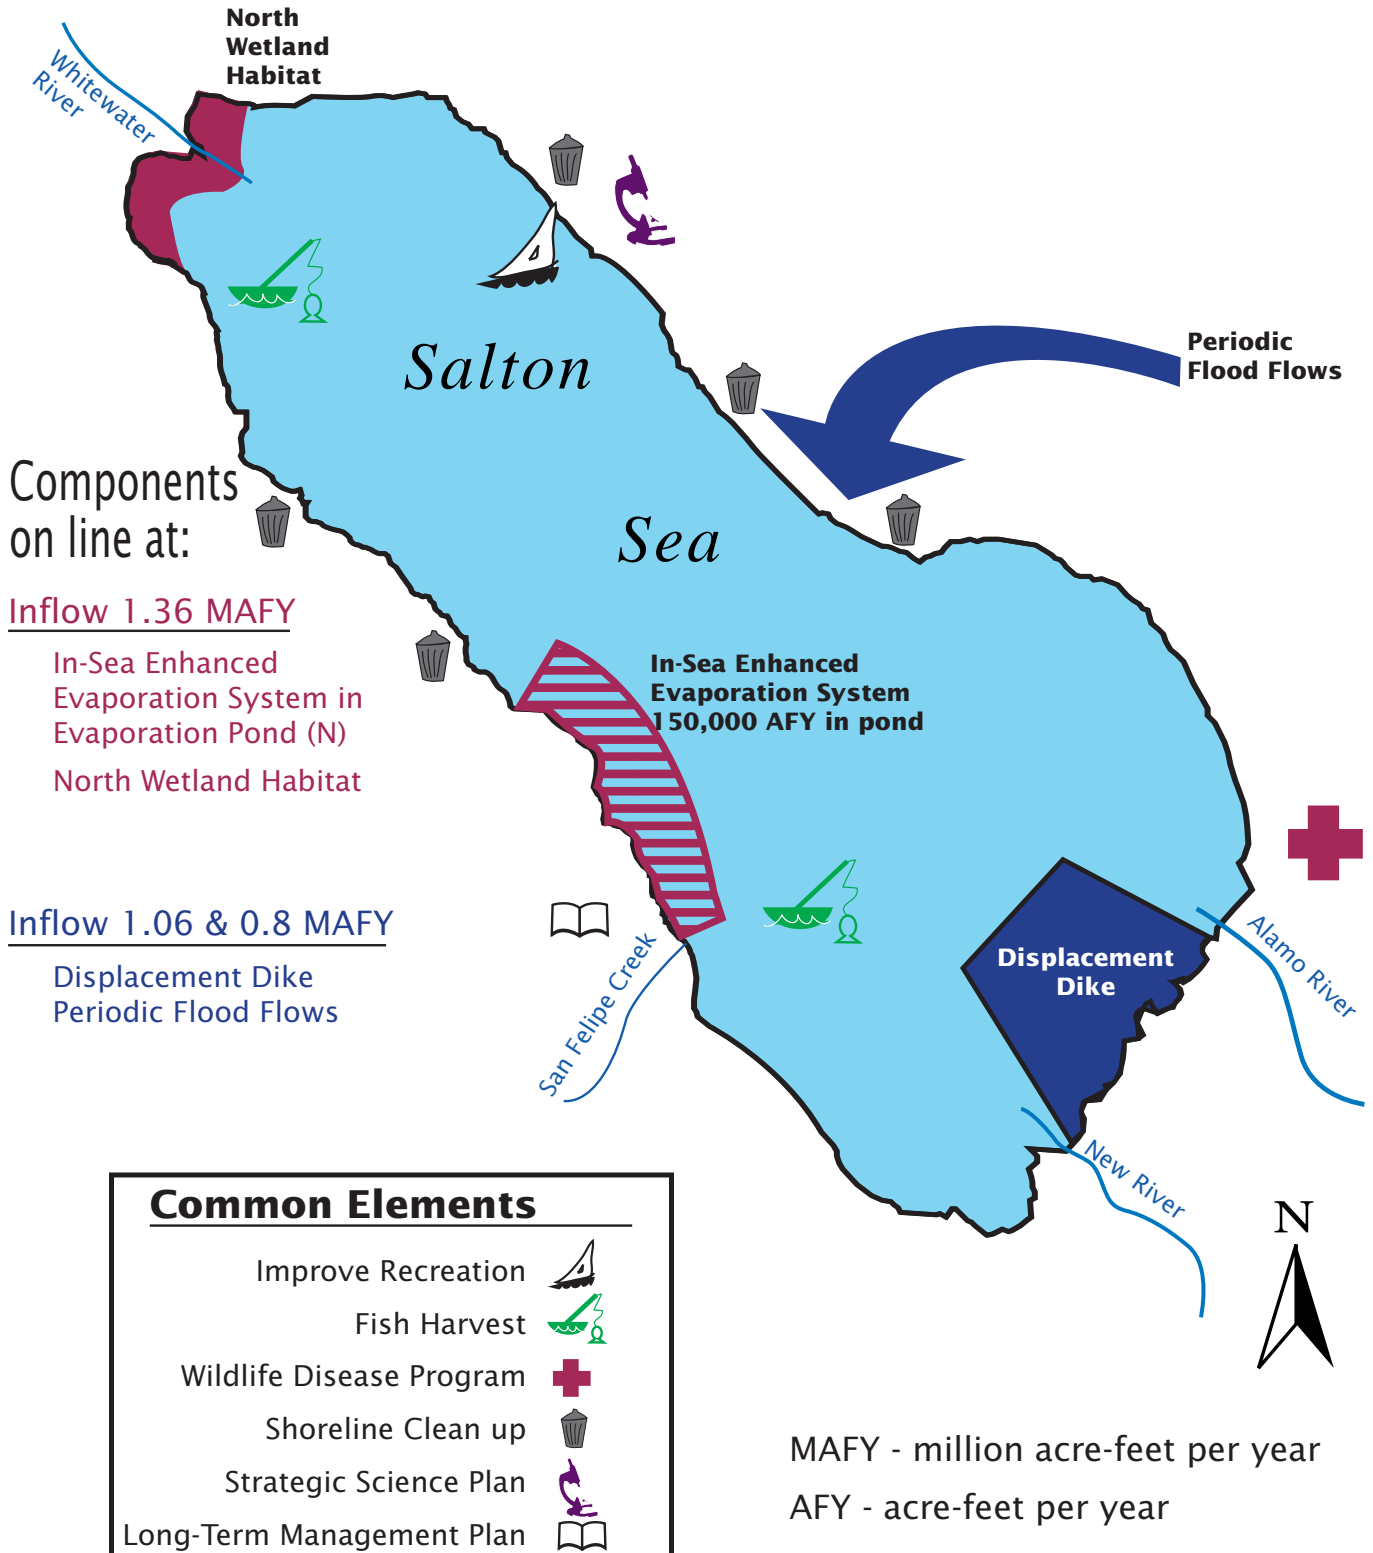 North
Wetland
Habitat
Whitewater
River
Periodic
Flood Flows
Salton
Sea
Components
on line at:
Inflow 1.36 MAFY
In-Sea Enhanced
Evaporation System in
Evaporation Pond (N)
North Wetland Habitat
In-Sea Enhanced
Evaporation System
150,000 AFY in pond
Inflow 1.06 & 0.8 MAFY
Displacement Dike
Periodic Flood Flows
San Felipe Creek
Displacement
Dike
Alamo River
New River
N
Common Elements
Improve Recreation
Fish Harvest
Wildlife Disease Program
Shoreline Clean up
Strategic Science Plan
Long-Term Management Plan
MAFY - million acre-feet per year
AFY - acre-feet per year